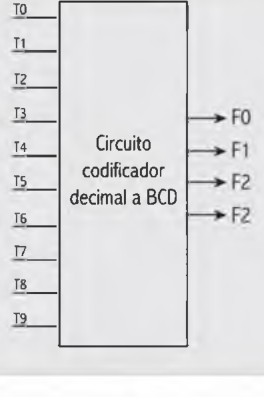 T0
T1
T2
T3
T4
T5
T6
T7
T8
T9
Circuito
codificador
decimal a BCD
F0
F1
F2
F2